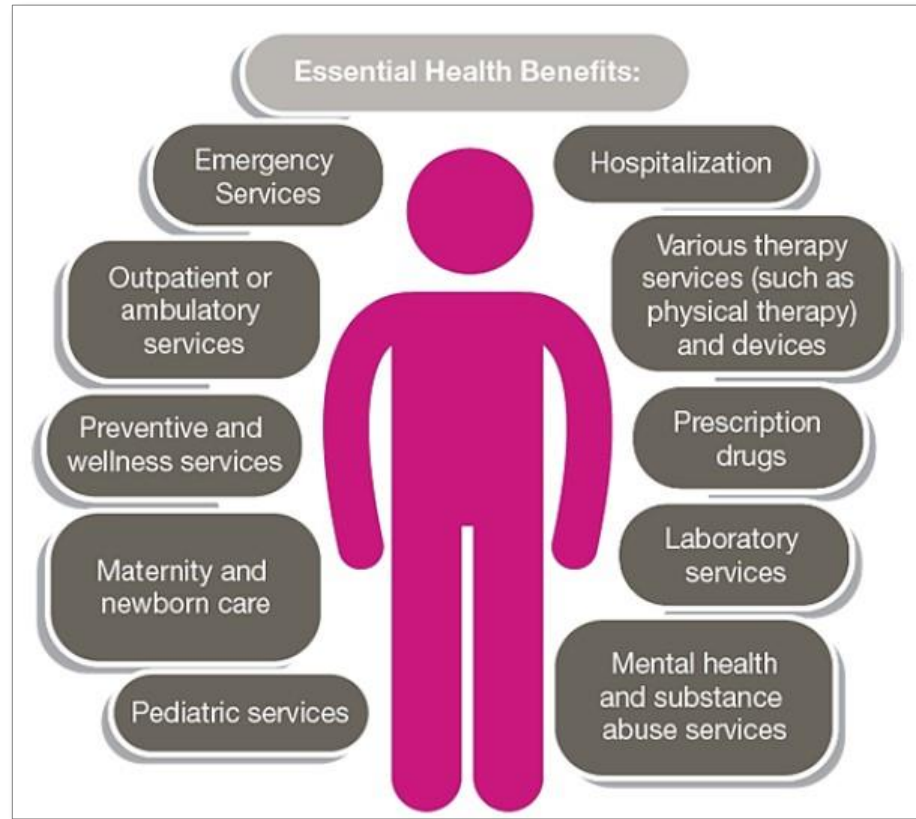 Essential Health Benefits:
Emergency
Services
Outpatient or
ambulatory
services
Preventive and
wellness services
Maternity and
newborn care
Pediatric services
Hospitalization
Various therapy
services (such as
physical therapy)
and devices
Prescription
drugs
Laboratory
services
Mental health
and substance
abuse services